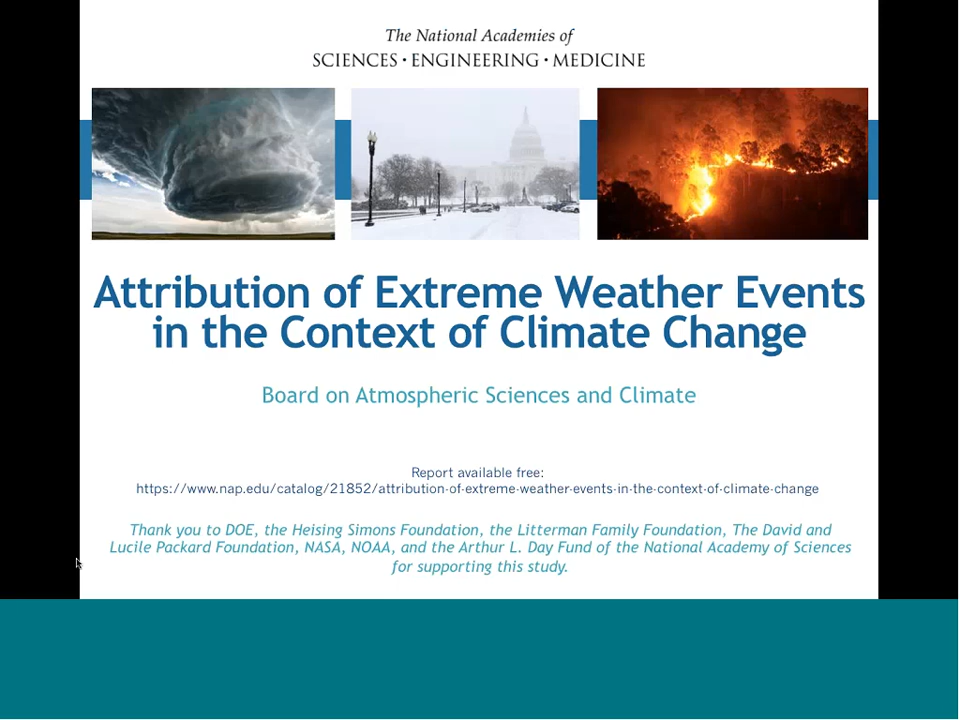 The National Academies of
SCIENCES · ENGINEERING · MEDICINE
Attribution of Extreme Weather Events
in the Context of Climate Change
Board on Atmospheric Sciences and Climate
Report available free:
https://www.nap.edu/catalog/21852/attribution-of-extreme-weather-events-in-the-context-of-climate-change
Thank you to DOE, the Heising Simons Foundation, the Litterman Family Foundation, The David and
Lucile Packard Foundation, NASA, NOAA, and the Arthur L. Day Fund of the National Academy of Sciences
for supporting this study.